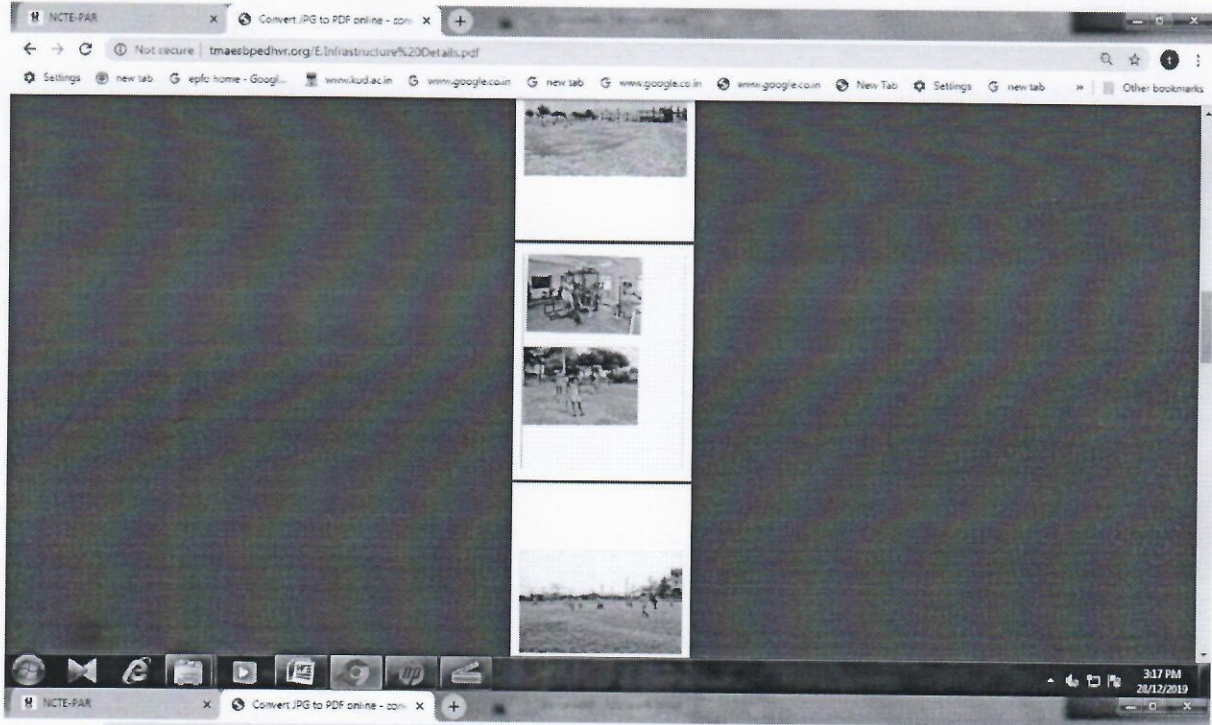 NCTE-PAR × Convert JPG to PDF online - con × +
Not secure | tmaesbpedhvr.org/E.Infrastructure%20Details.pdf
Settings new tab epfo home - Googl... www.kud.ac.in www.google.co.in new tab www.google.co.in www.google.co.in New Tab Settings new tab » Other bookmarks
3:17 PM
28/12/2019
NCTE-PAR × Convert JPG to PDF online - con × +